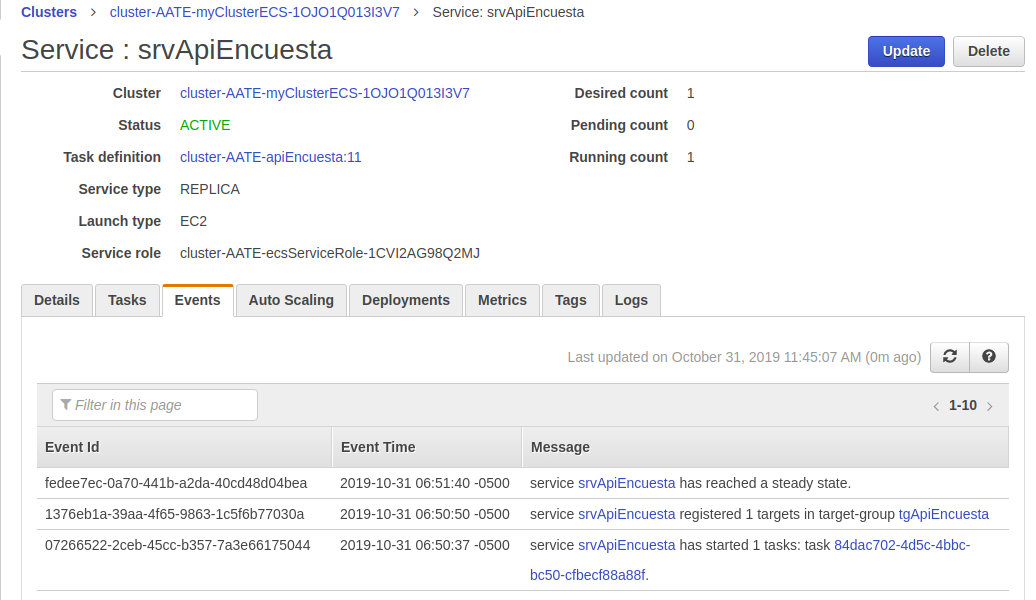 Clusters > cluster-AATE-myClusterECS-1OJO1Q013I3V7 > Service: srvApiEncuesta
Service : srvApiEncuesta
Update Delete
Cluster cluster-AATE-myClusterECS-1OJO1Q013I3V7 Desired count 1
Status ACTIVE Pending count 0
Task definition cluster-AATE-apiEncuesta:11 Running count 1
Service type REPLICA
Launch type EC2
Service role cluster-AATE-ecsServiceRole-1CVI2AG98Q2MJ
Details Tasks Events Auto Scaling Deployments Metrics Tags Logs
Last updated on October 31, 2019 11:45:07 AM (0m ago)
Filter in this page < 1-10 >
Event Id Event Time Message
fedee7ec-0a70-441b-a2da-40cd48d04bea 2019-10-31 06:51:40 -0500 service srvApiEncuesta has reached a steady state.
1376eb1a-39aa-4f65-9863-1c5f6b77030a 2019-10-31 06:50:50 -0500 service srvApiEncuesta registered 1 targets in target-group tgApiEncuesta
07266522-2ceb-45cc-b357-7a3e66175044 2019-10-31 06:50:37 -0500 service srvApiEncuesta has started 1 tasks: task 84dac702-4d5c-4bbc-
bc50-cfbecf88a88f.